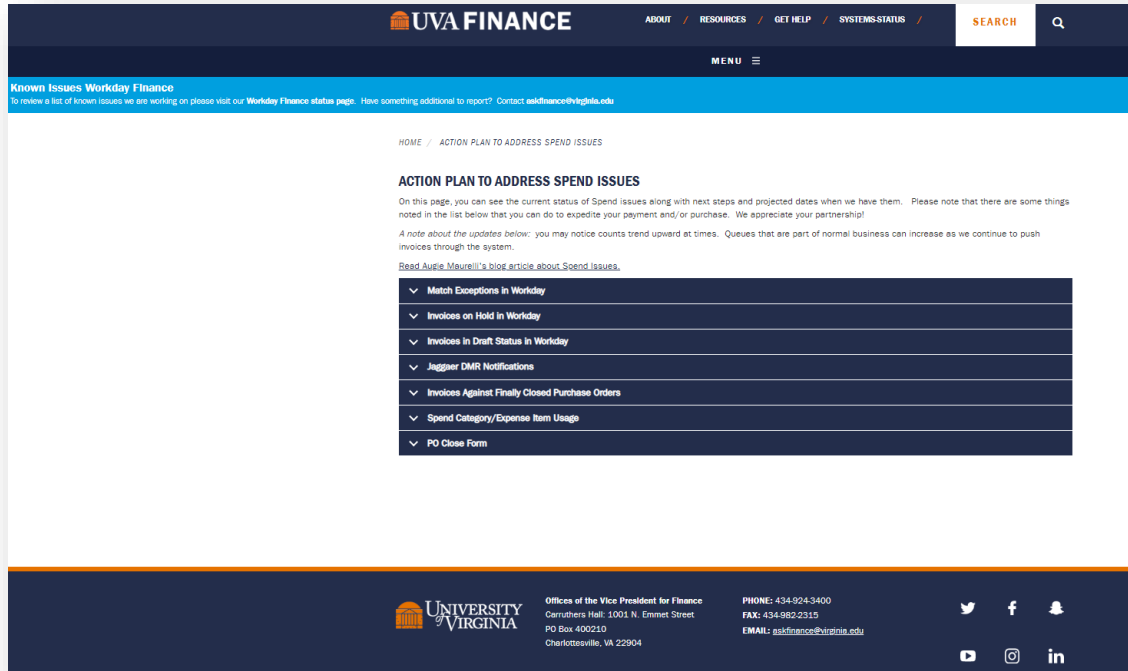 UVA FINANCE
ABOUT / RESOURCES / GET HELP / SYSTEMS-STATUS /
SEARCH
MENU
Known Issues Workday Finance
To review a list of known issues we are working on please visit our Workday Finance status page. Have something additional to report? Contact askfinance@virginia.edu
HOME / ACTION PLAN TO ADDRESS SPEND ISSUES
ACTION PLAN TO ADDRESS SPEND ISSUES
On this page, you can see the current status of Spend issues along with next steps and projected dates when we have them. Please note that there are some things
noted in the list below that you can do to expedite your payment and/or purchase. We appreciate your partnership!
A note about the updates below: you may notice counts trend upward at times. Queues that are part of normal business can increase as we continue to push
invoices through the system.
Read Augie Maurelli's blog article about Spend Issues.
Match Exceptions in Workday
Invoices on Hold in Workday
Invoices in Draft Status in Workday
Jaggaer DMR Notifications
Invoices Against Finally Closed Purchase Orders
Spend Category/Expense Item Usage
PO Close Form
UNIVERSITY
of VIRGINIA
Offices of the Vice President for Finance
Carruthers Hall: 1001 N. Emmet Street
PO Box 400210
Charlottesville, VA 22904
PHONE: 434-924-3400
FAX: 434-982-2315
EMAIL: askfinance@virginia.edu